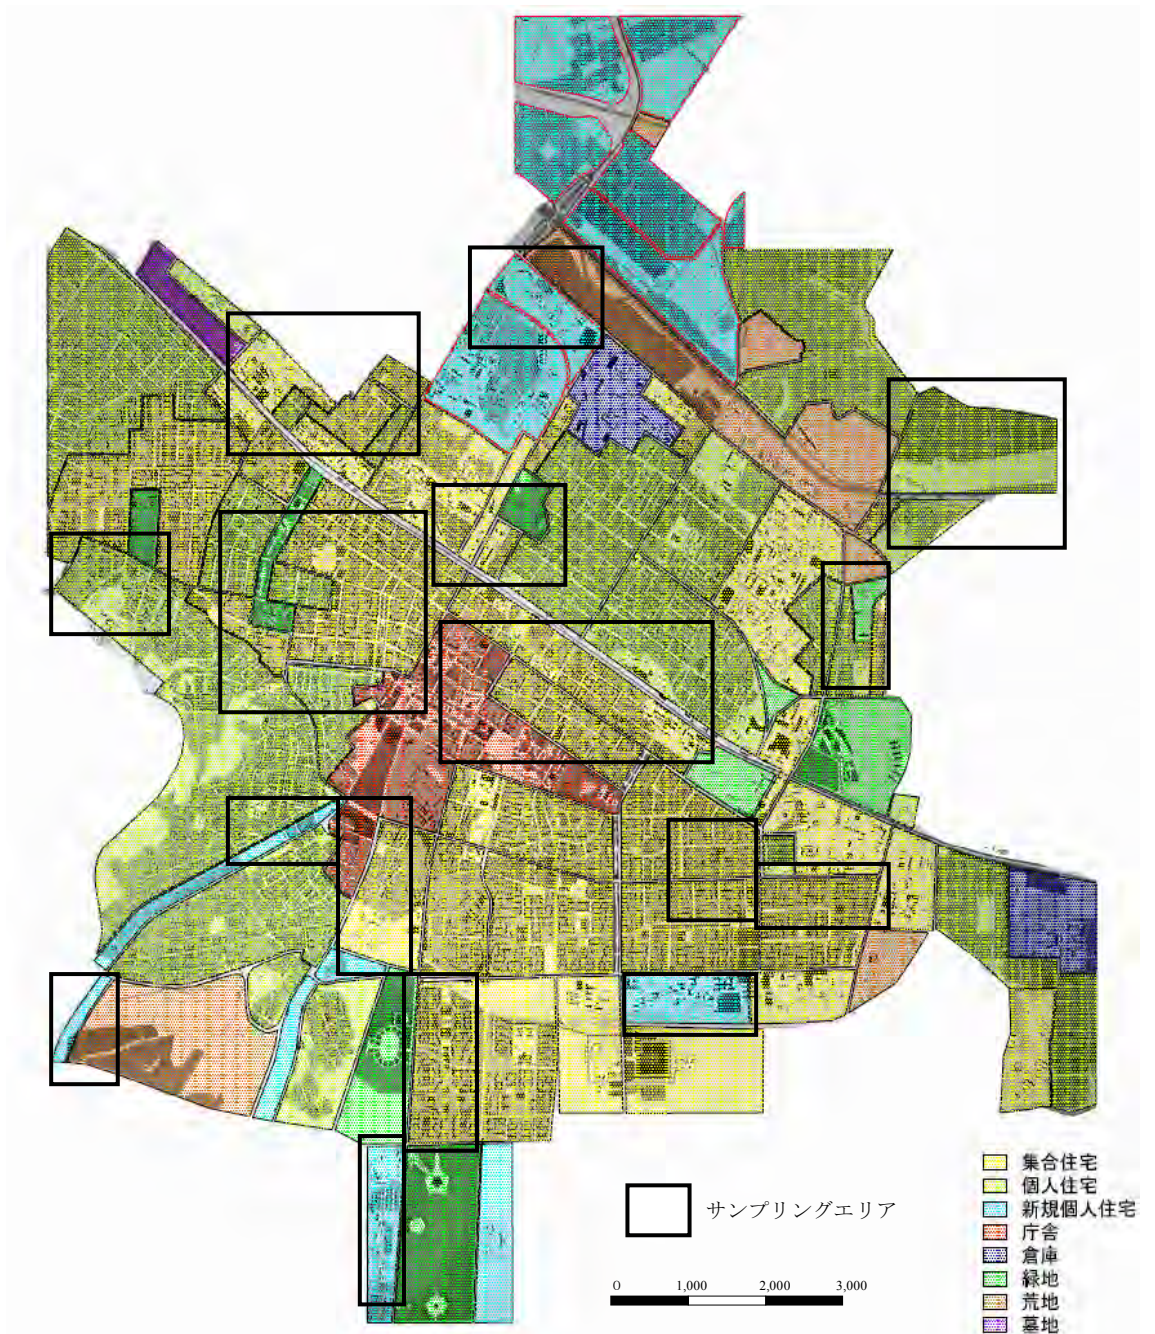 集合住宅
個人住宅
新規個人住宅
庁舎
倉庫
緑地
荒地
墓地
サンプリングエリア
0 1,000 2,000 3,000